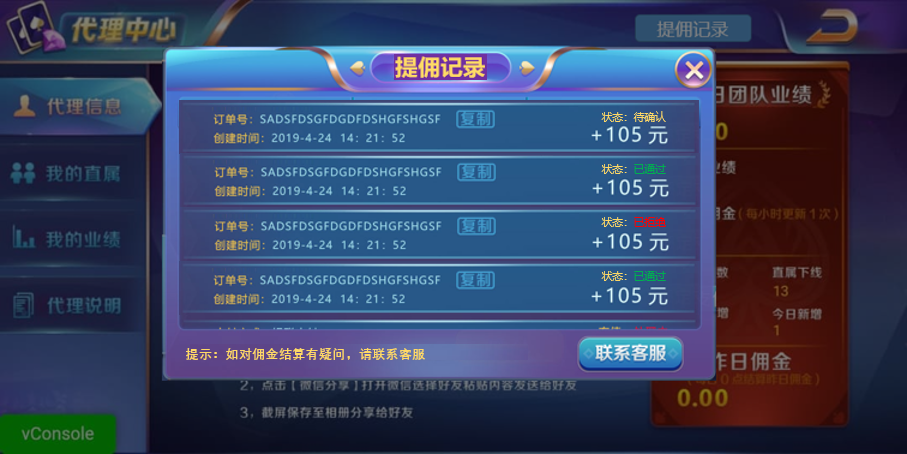 代理中心
提佣记录
提佣记录
订单号：SADSFDSGFDGDFDSHGFSHGSF 复制 状态：待确认
创建时间：2019-4-24 14：21：52 +105 元
订单号：SADSFDSGFDGDFDSHGFSHGSF 复制 状态：已通过
创建时间：2019-4-24 14：21：52 +105 元
订单号：SADSFDSGFDGDFDSHGFSHGSF 复制 状态：
创建时间：2019-4-24 14：21：52 +105 元
订单号：SADSFDSGFDGDFDSHGFSHGSF 复制 状态：已通过
创建时间：2019-4-24 14：21：52 +105 元
提示：如对佣金结算有疑问，请联系客服
联系客服
代理信息
我的直属
我的业绩
代理说明
2，点击【微信分享】打开微信选择好友粘贴内容发送给好友
3，截屏保存至相册分享给好友
日团队业绩
0
业绩
佣金(每小时更新1次)
数 直属下线
13
增 今日新增
1
昨日佣金
0点结算昨日佣金)
0.00
vConsole